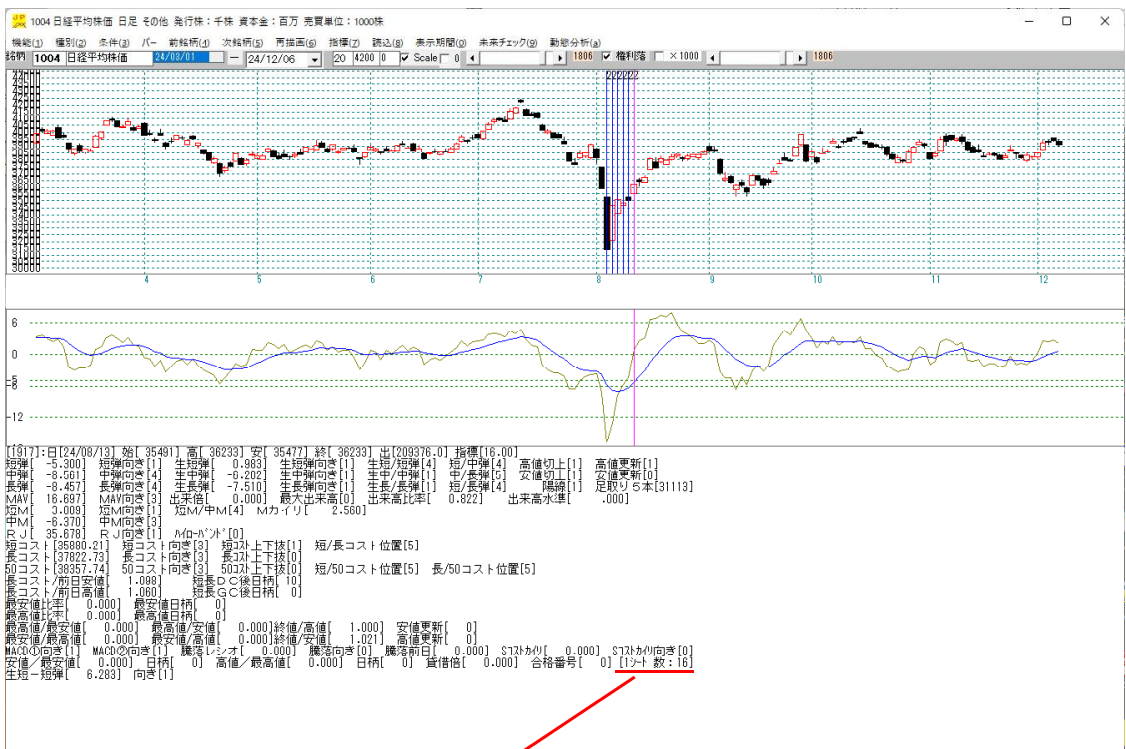 1004 日経平均株価 日足 その他 発行株：千株 資本金：百万 売買単位：1000株
機能(1) 種別(2) 条件(3) バー 前銘柄(4) 次銘柄(5) 再描画(6) 指標(7) 読込(8) 表示期間(0) 未来チェック(9) 動態分析(a)
銘柄 1004 日経平均株価 24/03/01 － 24/12/06 20 4200 0 Scale 0 1806 権利落 ×1000 1806
222222
37500
37000
35500
33500
31500
31000
30500
30000
4 5 6 7 8 9 10 11 12
6
0
-12
[1917]:日[24/08/13] 始[ 35491] 高[ 36233] 安[ 35477] 終[ 36233] 出[209376.0] 指標[16.00]
短弾[ -5.300] 短弾向き[1] 生短弾[ 0.983] 生短弾向き[1] 生短/短弾[4] 短/中弾[4] 高値切上[1] 高値更新[1]
中弾[ -8.561] 中弾向き[4] 生中弾[ -6.202] 生中弾向き[1] 生中/中弾[1] 中/長弾[5] 安値切上[1] 安値更新[0]
長弾[ -8.457] 長弾向き[4] 生長弾[ -7.510] 生長弾向き[1] 生長/長弾[1] 短/長弾[4] 陽線[1] 足取り５本[31113]
MAV[ 16.697] MAV向き[3] 出来倍[ 0.000] 最大出来高[0] 出来高比率[ 0.822] 出来高水準[ .000]
短Ｍ[ 3.009] 短Ｍ向き[1] 短Ｍ/中Ｍ[4] Ｍカイリ[ 2.560]
中Ｍ[ -6.370] 中Ｍ向き[3]
ＲＪ[ 35.678] ＲＪ向き[1] ﾊｲﾛｰﾊﾞﾝﾄﾞ[0]
短コスト[35880.21] 短コスト向き[3] 短ｺｽﾄ上下抜[1] 短/長コスト位置[5]
長コスト[37822.73] 長コスト向き[3] 長ｺｽﾄ上下抜[0]
50コスト[38357.74] 50コスト向き[3] 50ｺｽﾄ上下抜[0] 短/50コスト位置[5] 長/50コスト位置[5]
長コスト/前日安値[ 1.098] 短長ＤＣ後日柄[ 10]
長コスト/前日高値[ 1.060] 短長ＧＣ後日柄[ 0]
最安値比率[ 0.000] 最安値日柄[ 0]
最高値比率[ 0.000] 最高値日柄[ 0]
最高値/最安値[ 0.000] 最高値/安値[ 0.000]終値/高値[ 1.000] 安値更新[ 0]
最安値/最高値[ 0.000] 最安値/高値[ 0.000]終値/安値[ 1.021] 高値更新[ 0]
MACD①向き[1] MACD②向き[1] 騰落レシオ[ 0.000] 騰落向き[0] 騰落前日[ 0.000] Sｺｽﾄｶｲﾘ[ 0.000] Sｺｽﾄｶｲﾘ向き[0]
安値／最安値[ 0.000] 日柄[ 0] 高値／最高値[ 0.000] 日柄[ 0] 貸借倍[ 0.000] 合格番号[ 0] [1ｼｰﾄ 数：16]
生短－短弾[ 6.283] 向き[1]